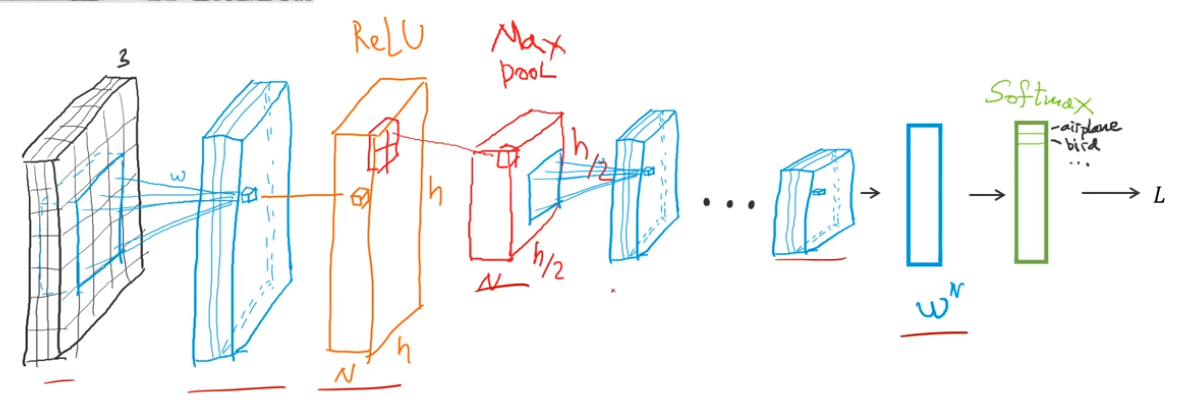 3
w
ReLU
h
h
N
Max
pool
h/2
h/2
N
w
...
w^N
Softmax
airplane
bird
...
L